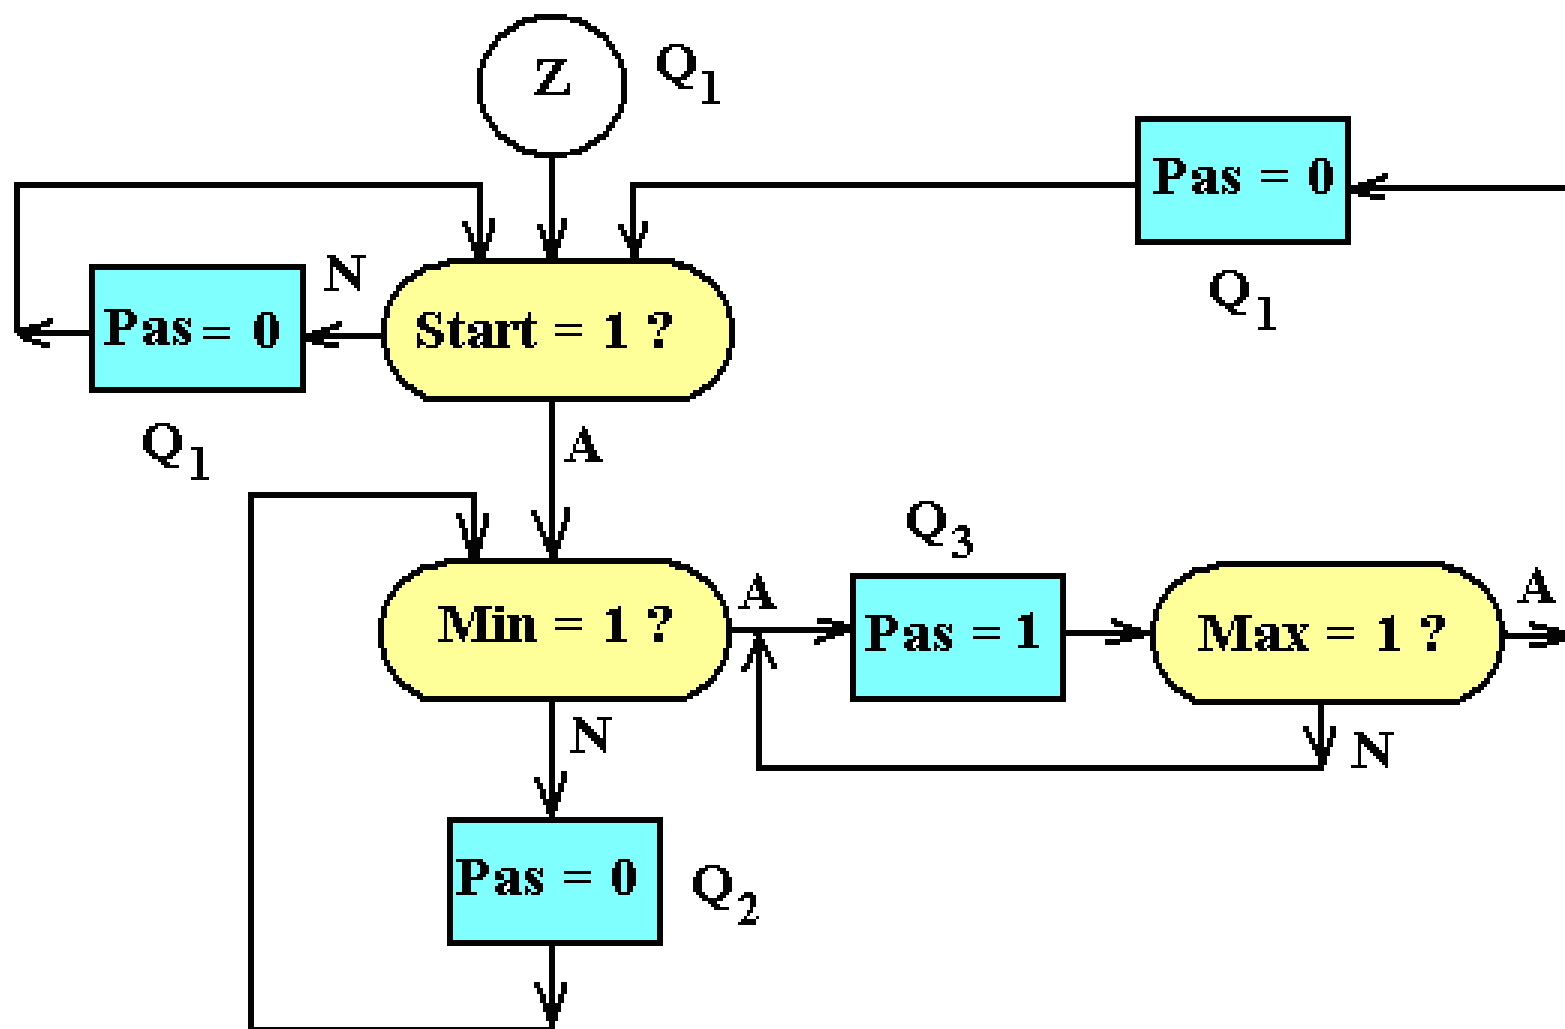 Z
Q1
Pas = 0
Q1
N
Pas = 0
Start = 1 ?
Q1
A
Q3
Min = 1 ?
A
Pas = 1
Max = 1 ?
A
N
N
Pas = 0
Q2